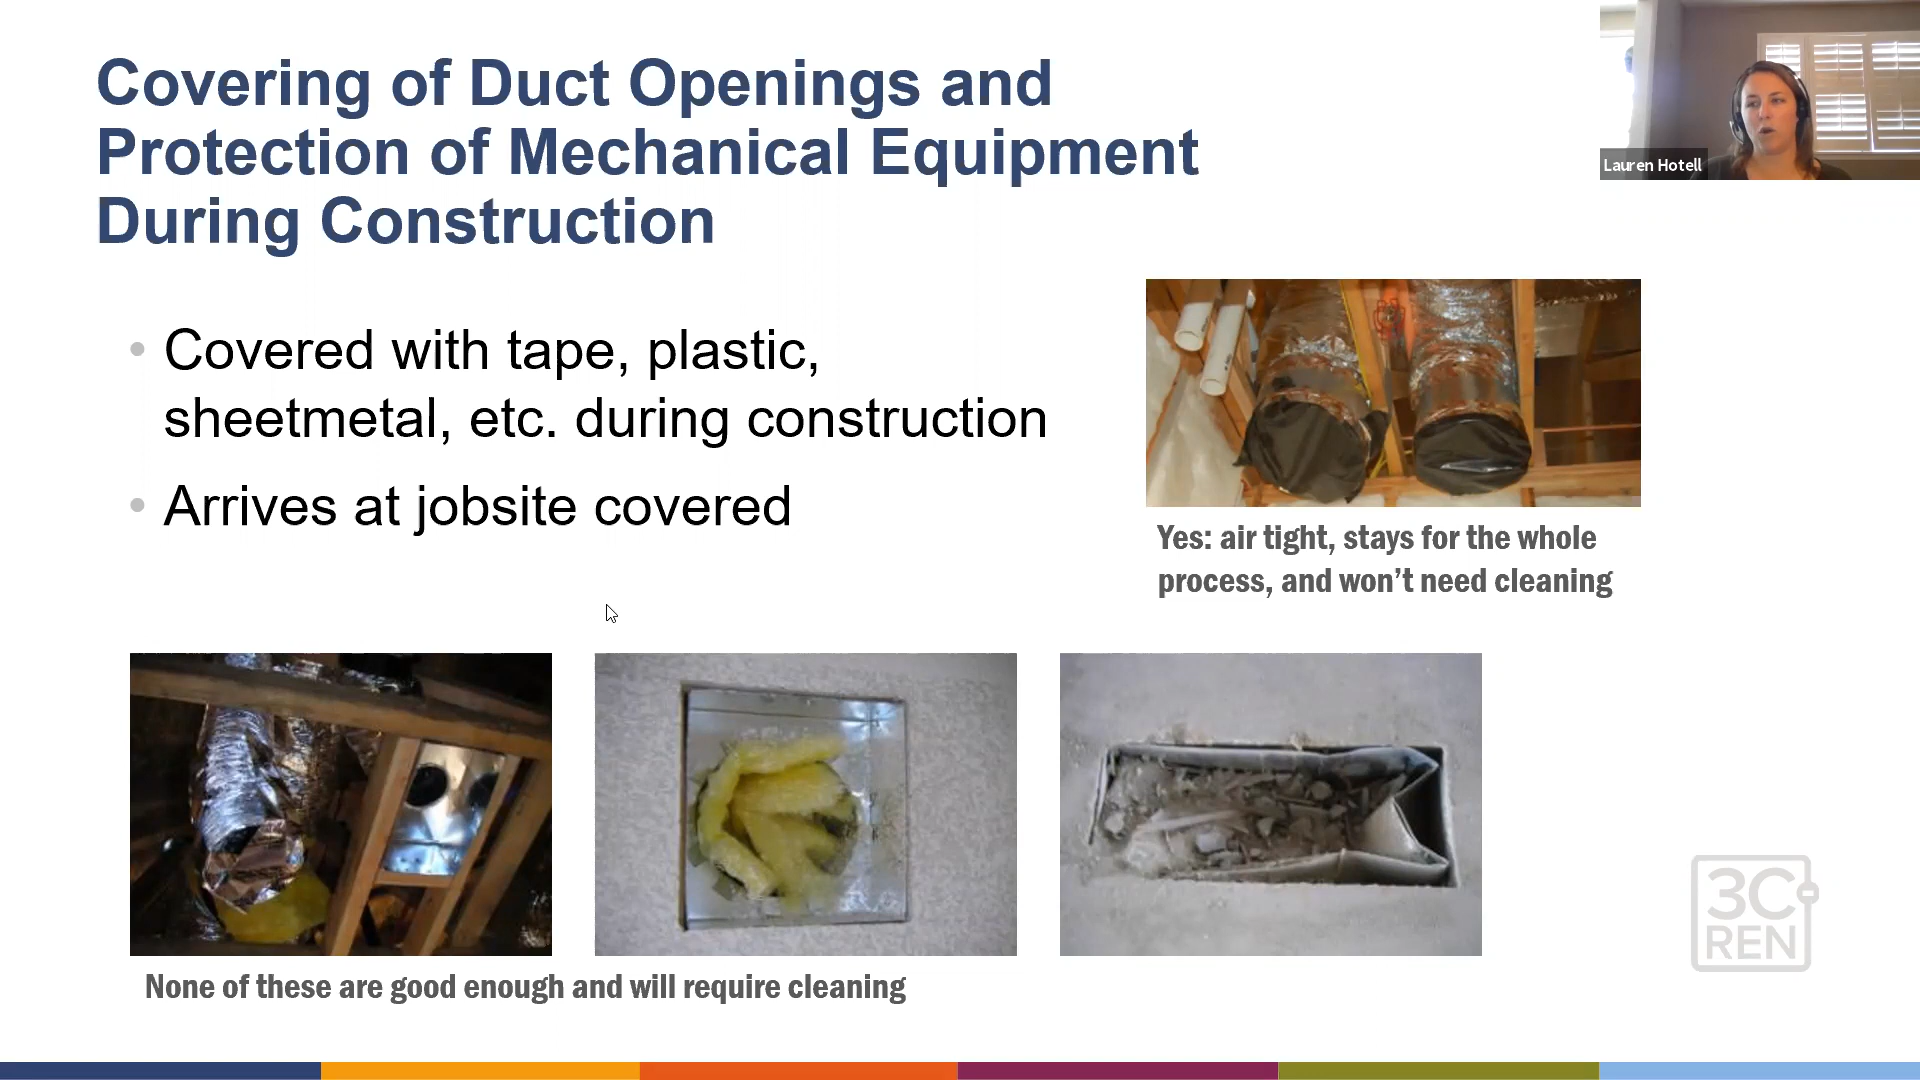 Covering of Duct Openings and
Protection of Mechanical Equipment
During Construction
Lauren Hotell
• Covered with tape, plastic,
sheetmetal, etc. during construction
• Arrives at jobsite covered
Yes: air tight, stays for the whole
process, and won't need cleaning
None of these are good enough and will require cleaning
3C
REN